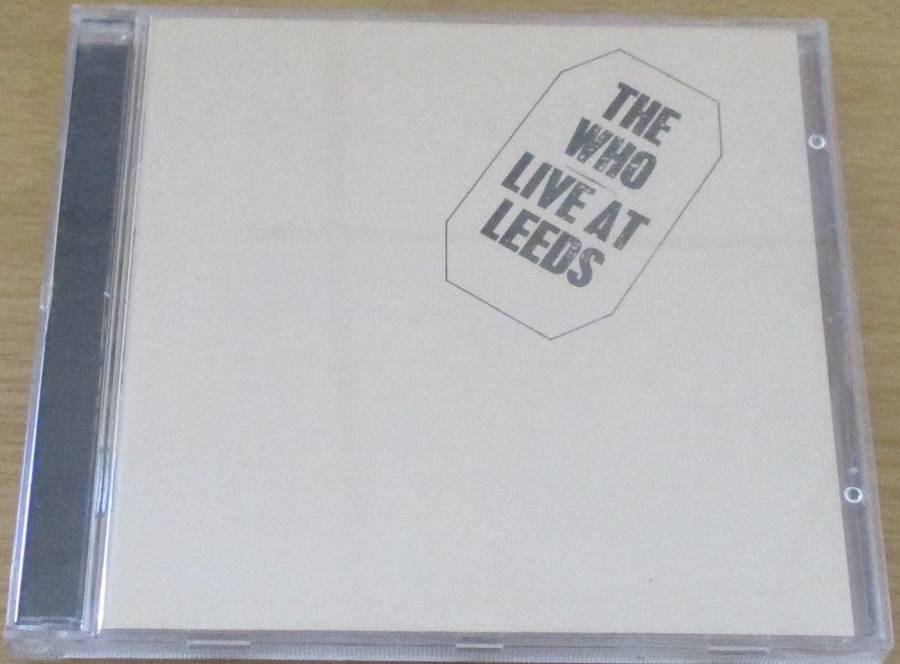 THE
WHO
LIVE AT
LEEDS